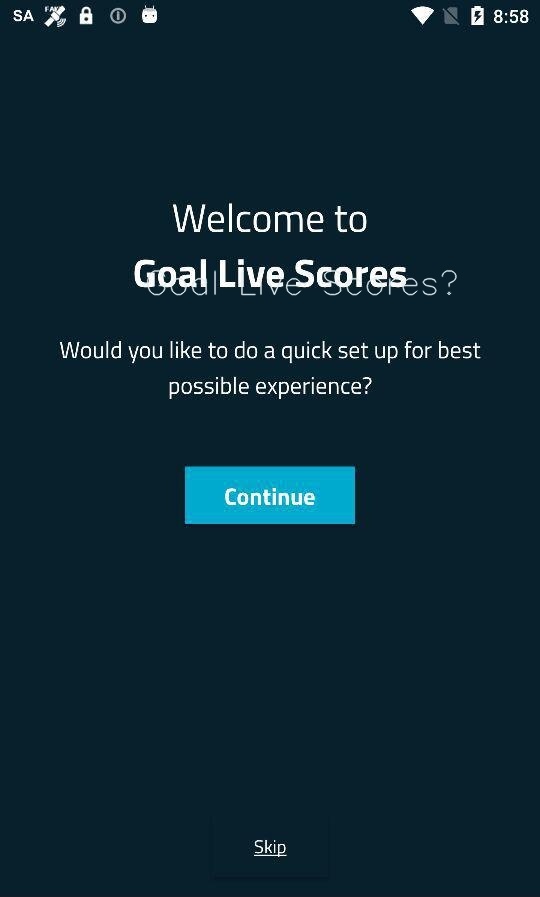 SA FAKE 8:58
Welcome to
Goal Live Scores
Goal Live Scores?
Would you like to do a quick set up for best
possible experience?
Continue
Skip